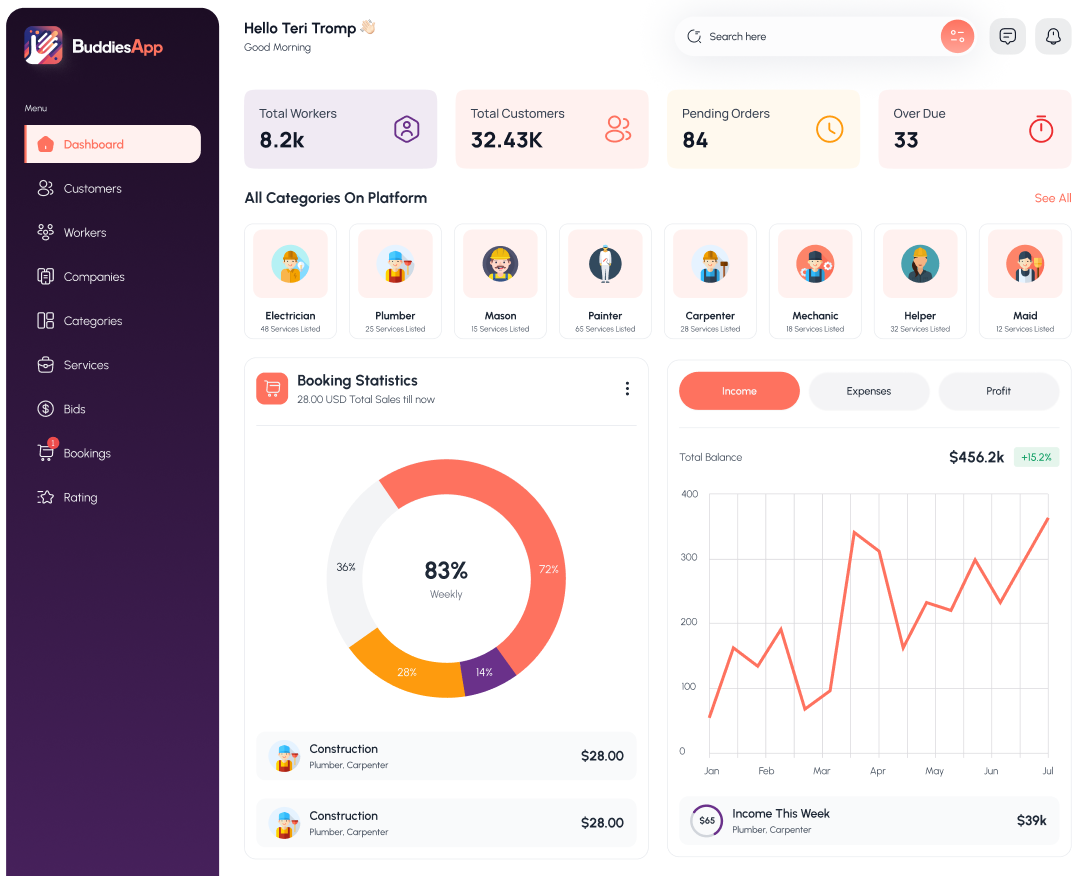 BuddiesApp
Menu
Dashboard
Customers
Workers
Companies
Categories
Services
Bids
1
Bookings
Rating
Hello Teri Tromp 👋🏻
Good Morning
Search here
Total Workers
8.2k
Total Customers
32.43K
Pending Orders
84
Over Due
33
All Categories On Platform
See All
Electrician
48 Services Listed
Plumber
25 Services Listed
Mason
15 Services Listed
Painter
65 Services Listed
Carpenter
28 Services Listed
Mechanic
18 Services Listed
Helper
32 Services Listed
Maid
12 Services Listed
Booking Statistics
28.00 USD Total Sales till now
36%
83%
Weekly
72%
28%
14%
Construction
Plumber, Carpenter
$28.00
Construction
Plumber, Carpenter
$28.00
Income
Expenses
Profit
Total Balance
$456.2k
+15.2%
400
300
200
100
0
Jan
Feb
Mar
Apr
May
Jun
Jul
$65
Income This Week
Plumber, Carpenter
$39k